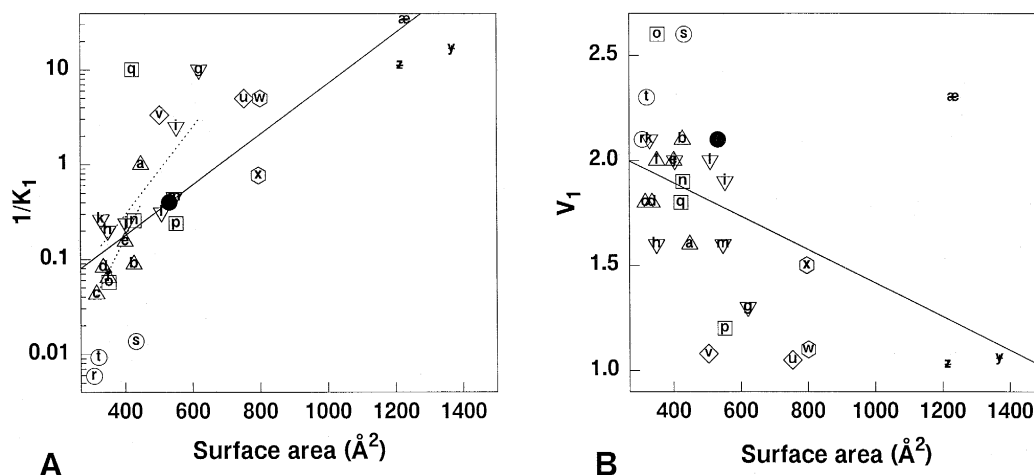 10
1
0.1
0.01
1/K1
400 600 800 1000 1200 1400
Surface area (Å2)
A
æ
y
z
q
g
v
u
w
i
a
x
k
n
p
h
e
b
d
o
c
s
t
r
2.5
2.0
1.5
1.0
V1
400 600 800 1000 1200 1400
Surface area (Å2)
B
o
s
t
æ
r
k
b
f
e
l
n
i
q
h
a
m
x
g
p
v
u
w
z
y